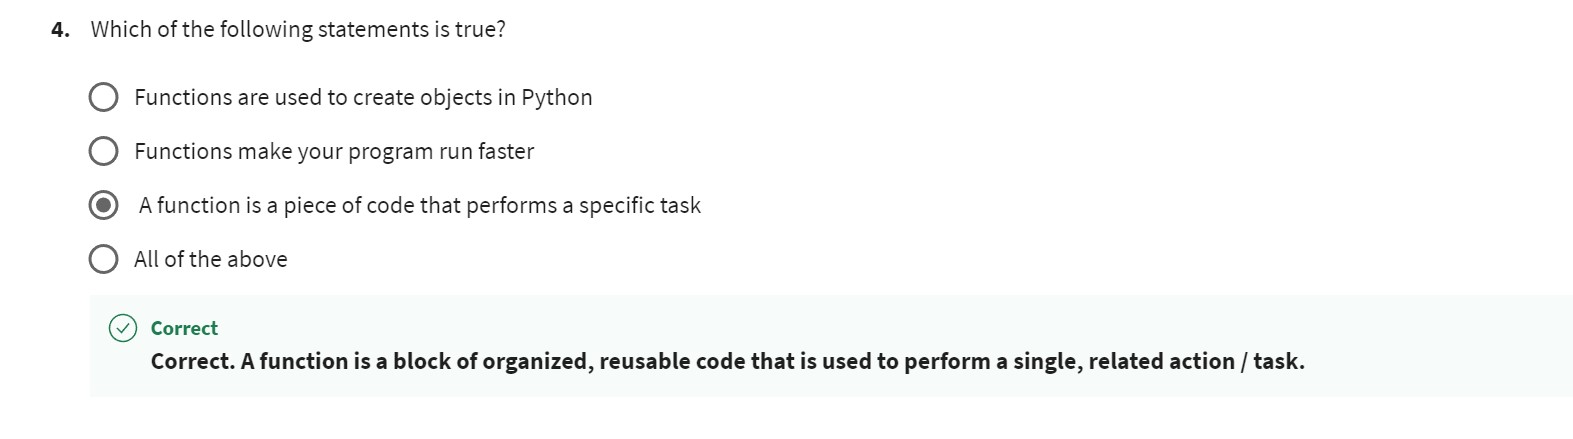 4. Which of the following statements is true?
Functions are used to create objects in Python
Functions make your program run faster
A function is a piece of code that performs a specific task
All of the above
Correct
Correct. A function is a block of organized, reusable code that is used to perform a single, related action / task.